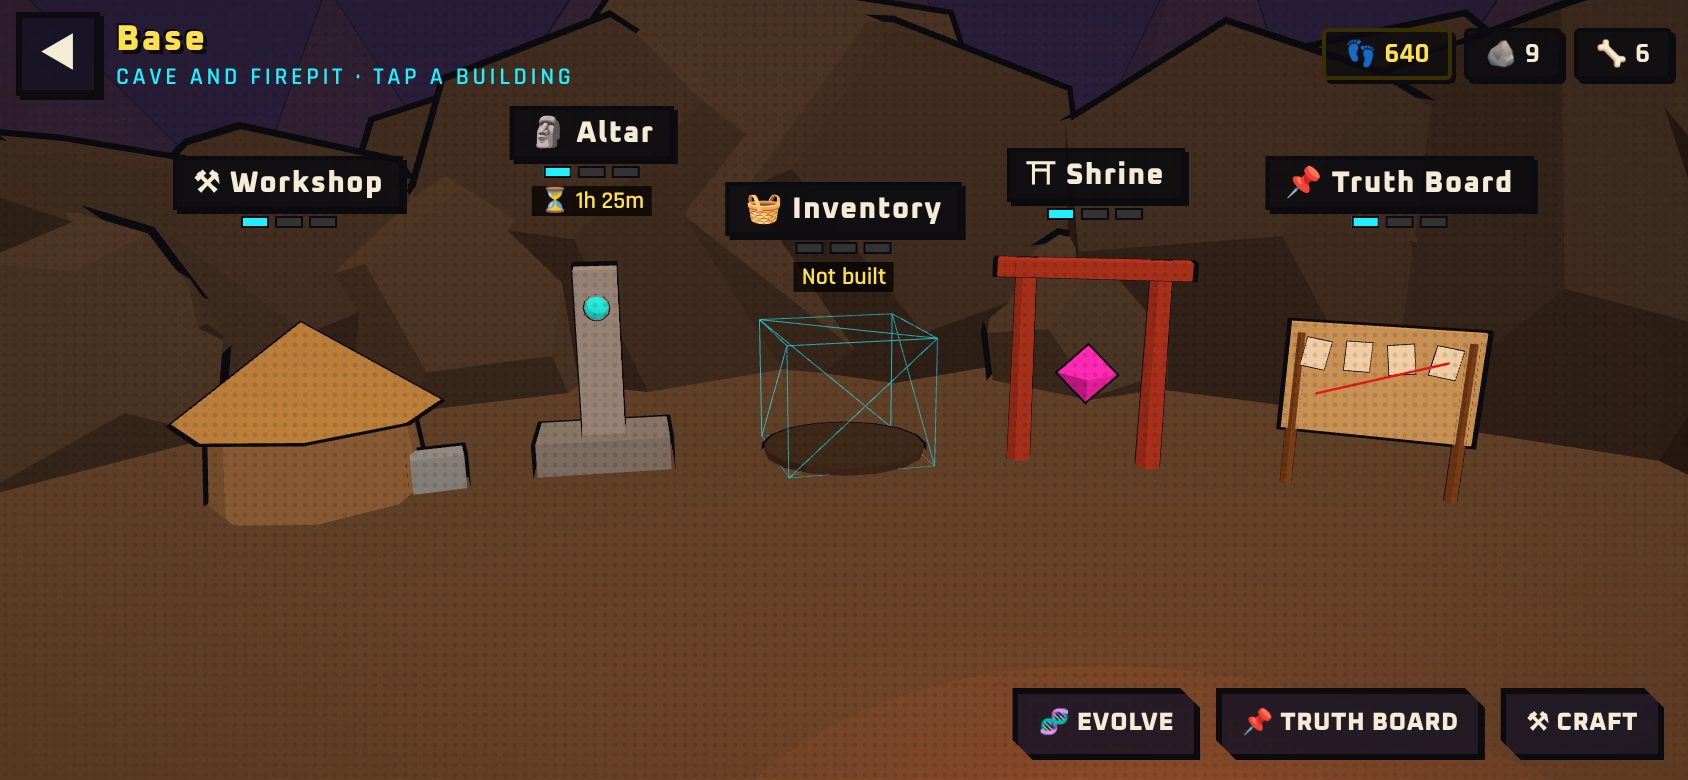 Base
CAVE AND FIREPIT · TAP A BUILDING
640
9
6
Altar
1h 25m
Workshop
Inventory
Not built
Shrine
Truth Board
EVOLVE
TRUTH BOARD
CRAFT